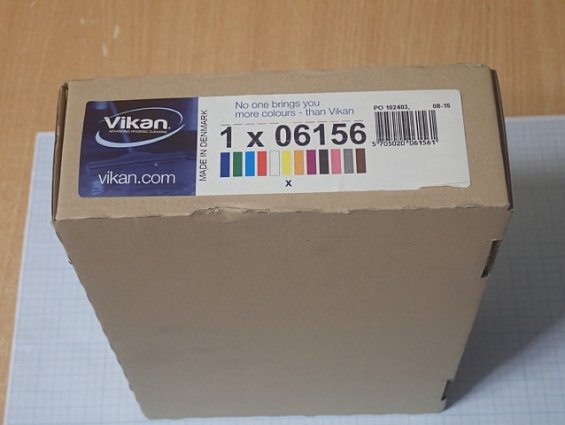 Vikan
ADVANCING HYGIENIC CLEANING
vikan.com
MADE IN DENMARK
No one brings you
more colours - than Vikan
1 x 06156
x
PO 102403,
08-15
5 705020 061561